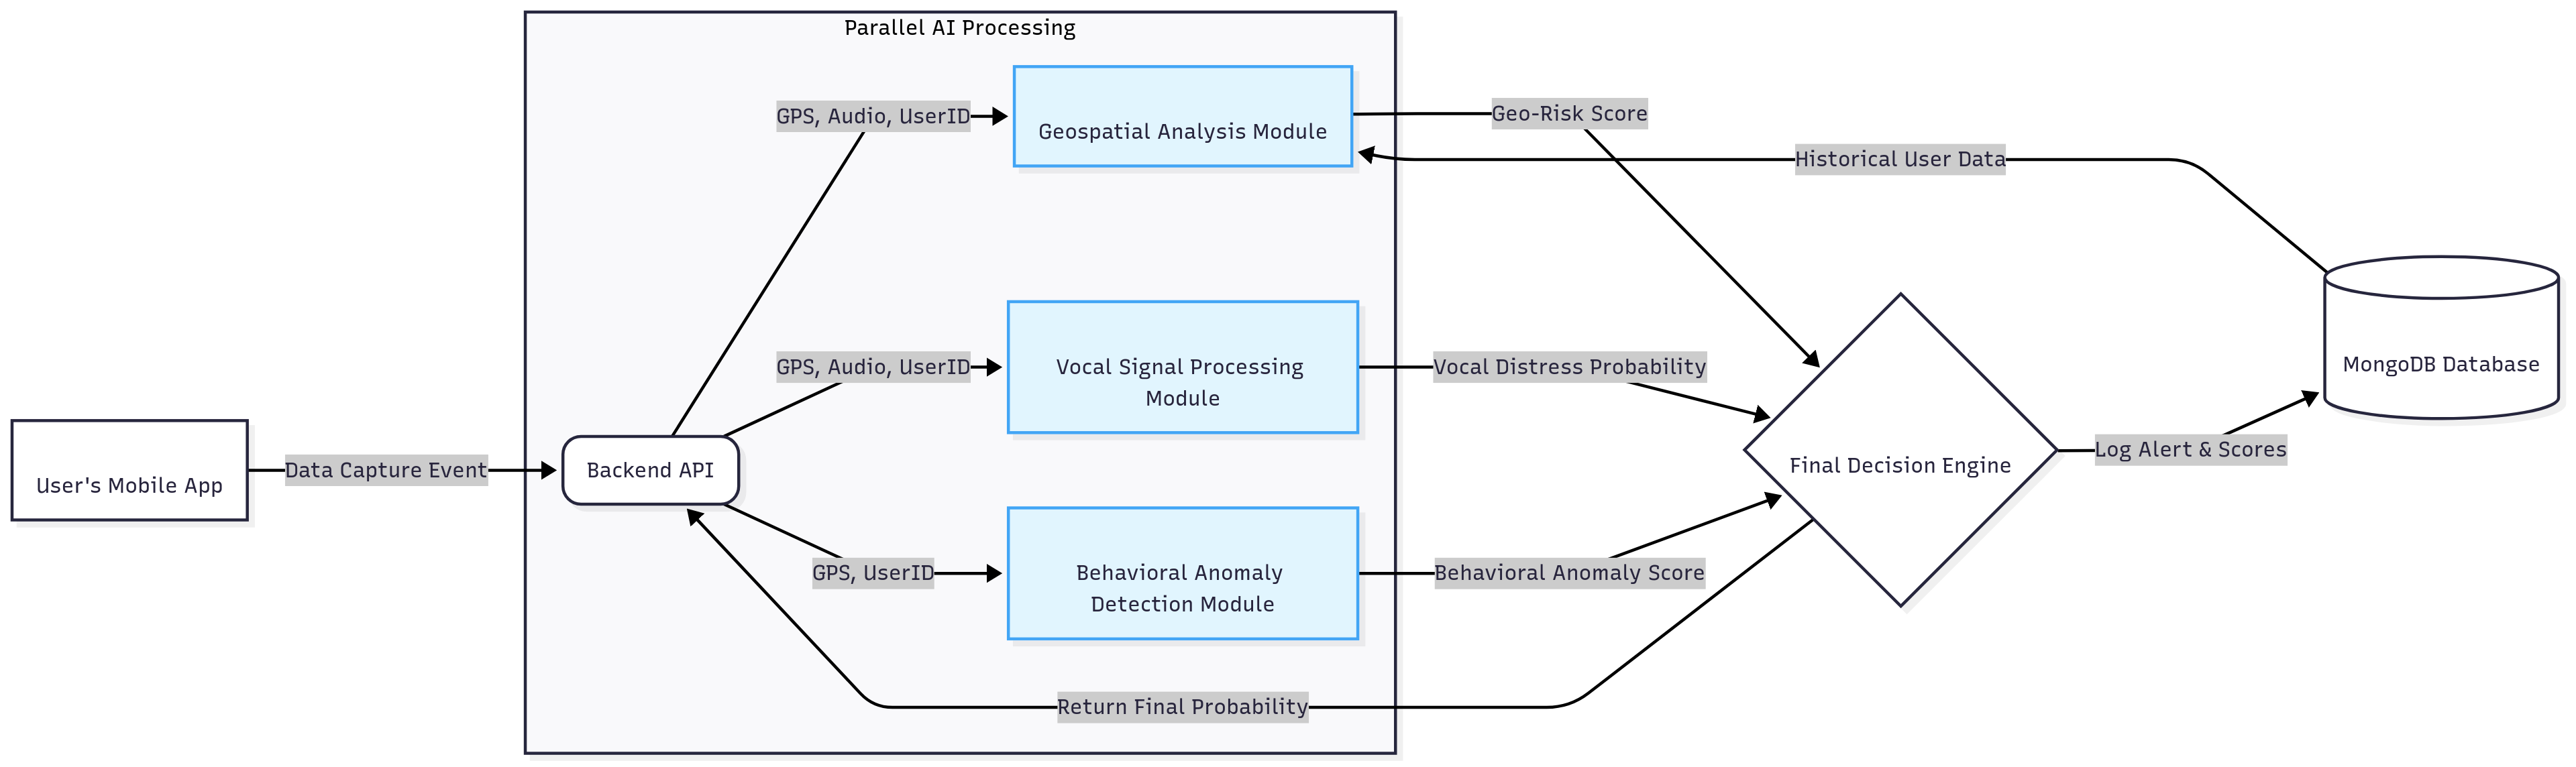 Parallel AI Processing
GPS, Audio, UserID
Geospatial Analysis Module
Geo-Risk Score
Historical User Data
GPS, Audio, UserID
Vocal Signal Processing
Module
Vocal Distress Probability
MongoDB Database
User's Mobile App
Data Capture Event
Backend API
Final Decision Engine
Log Alert & Scores
GPS, UserID
Behavioral Anomaly
Detection Module
Behavioral Anomaly Score
Return Final Probability